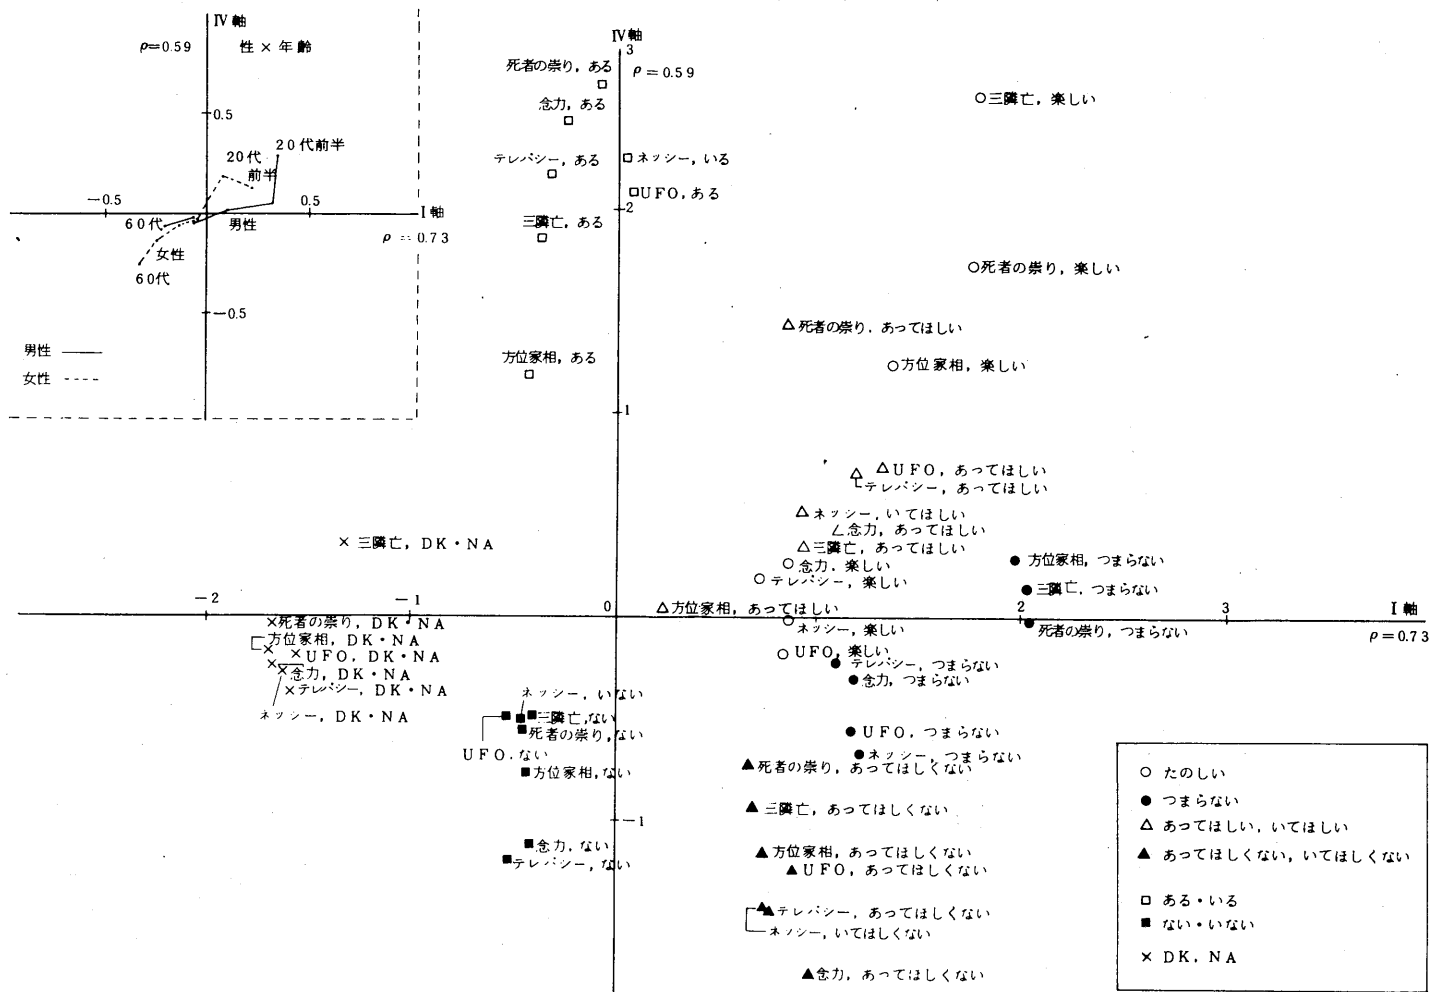 Ⅳ軸
ρ=0.59 性×年齢
0.5
20代前半
20代
前半
-0.5
0.5
Ⅰ軸
ρ=0.73
60代
男性
女性
60代
-0.5
男性
女性
Ⅳ軸
3
ρ=0.59
死者の祟り，ある
念力，ある
テレパシー，ある
ネッシー，いる
UFO，ある
2
三隣亡，ある
方位家相，ある
1
三隣亡，楽しい
死者の祟り，楽しい
死者の祟り．あってほしい
方位家相，楽しい
UFO，あってほしい
テレパシー，あってほしい
ネッシー，いてほしい
念力，あってほしい
三隣亡，あってほしい
念力．楽しい
テレパシー，楽しい
方位家相，つまらない
三隣亡，つまらない
三隣亡，DK・NA
-2
-1
0
方位家相，あってほしい
2
3
Ⅰ軸
ρ=0.73
ネッシー，楽しい
死者の祟り，つまらない
死者の祟り，DK・NA
方位家相，DK・NA
UFO，DK・NA
念力，DK・NA
テレパシー，DK・NA
ネッシー，DK・NA
UFO，楽しい
テレパシー，つまらない
念力，つまらない
ネッシー，いない
三隣亡,ない
死者の祟り,ない
UFO．ない
方位家相,ない
UFO，つまらない
ネッシー，つまらない
死者の祟り，あってほしくない
三隣亡，あってほしくない
-1
念力，ない
テレパシー，ない
方位家相，あってほしくない
UFO，あってほしくない
テレパシー，あってほしくない
ネッシー，いてほしくない
念力，あってほしくない
○ たのしい
● つまらない
△ あってほしい，いてほしい
▲ あってほしくない，いてほしくない
□ ある・いる
■ ない・いない
× DK，NA